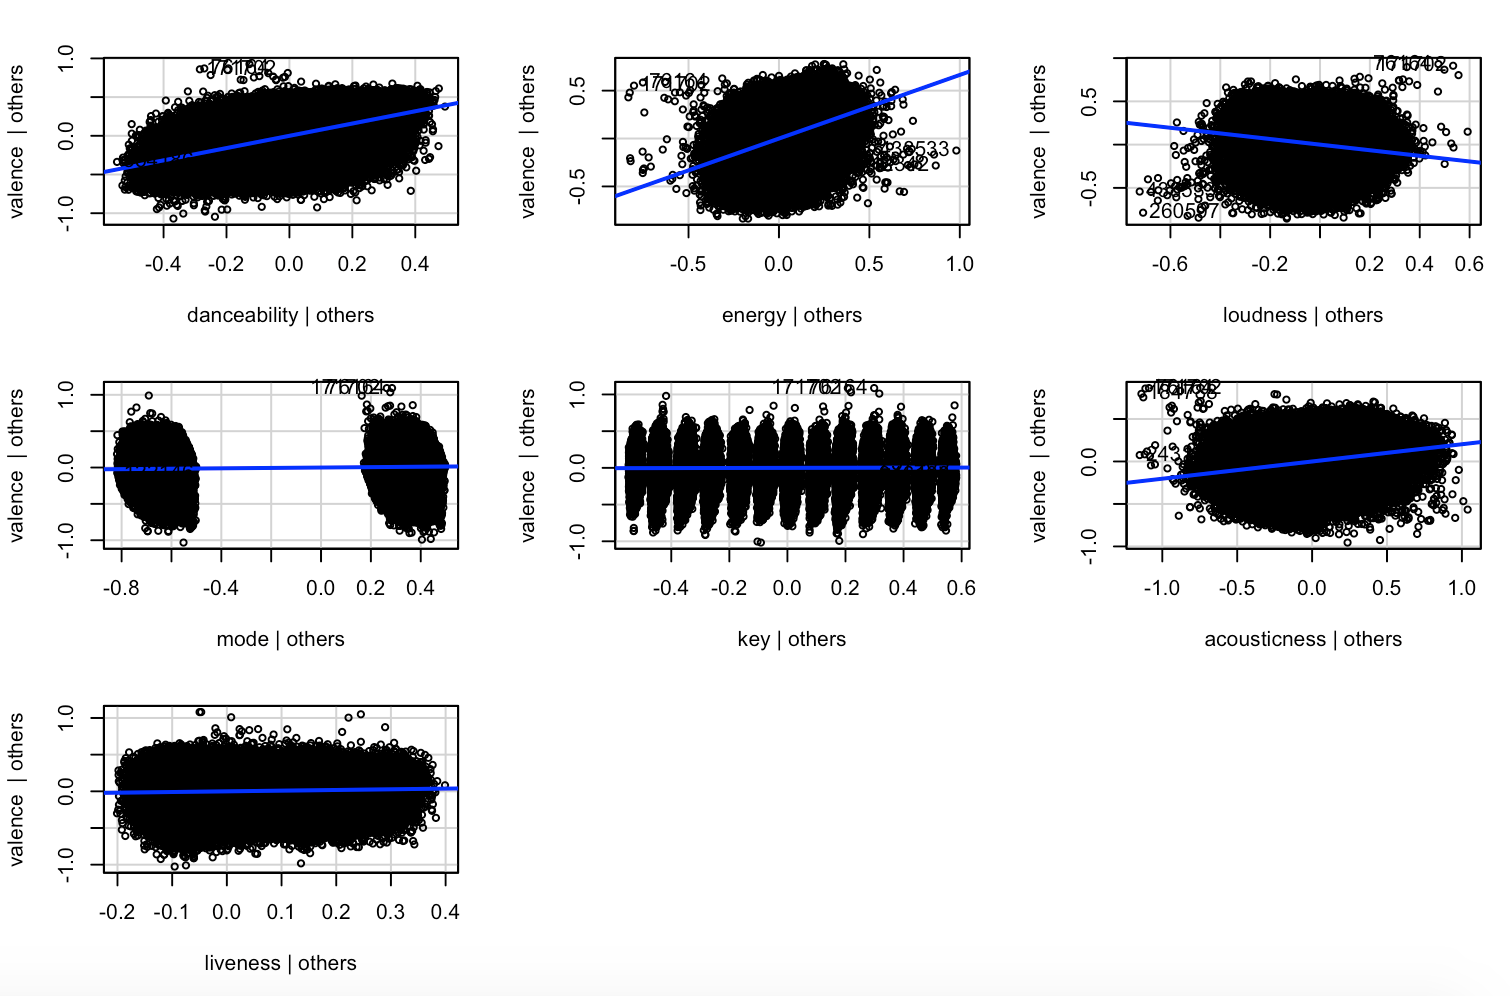 valence | others
1.0
0.0
-1.0
-0.4 -0.2 0.0 0.2 0.4
danceability | others
valence | others
0.5
-0.5
-0.5 0.0 0.5 1.0
energy | others
valence | others
0.5
-0.5
260597
-0.6 -0.2 0.2 0.4 0.6
loudness | others
valence | others
1.0
0.0
-1.0
-0.8 -0.4 0.0 0.2 0.4
mode | others
valence | others
1.0
0.0
-1.0
-0.4 -0.2 0.0 0.2 0.4 0.6
key | others
valence | others
0.0
-1.0
-1.0 -0.5 0.0 0.5 1.0
acousticness | others
valence | others
1.0
0.0
-1.0
-0.2 -0.1 0.0 0.1 0.2 0.3 0.4
liveness | others